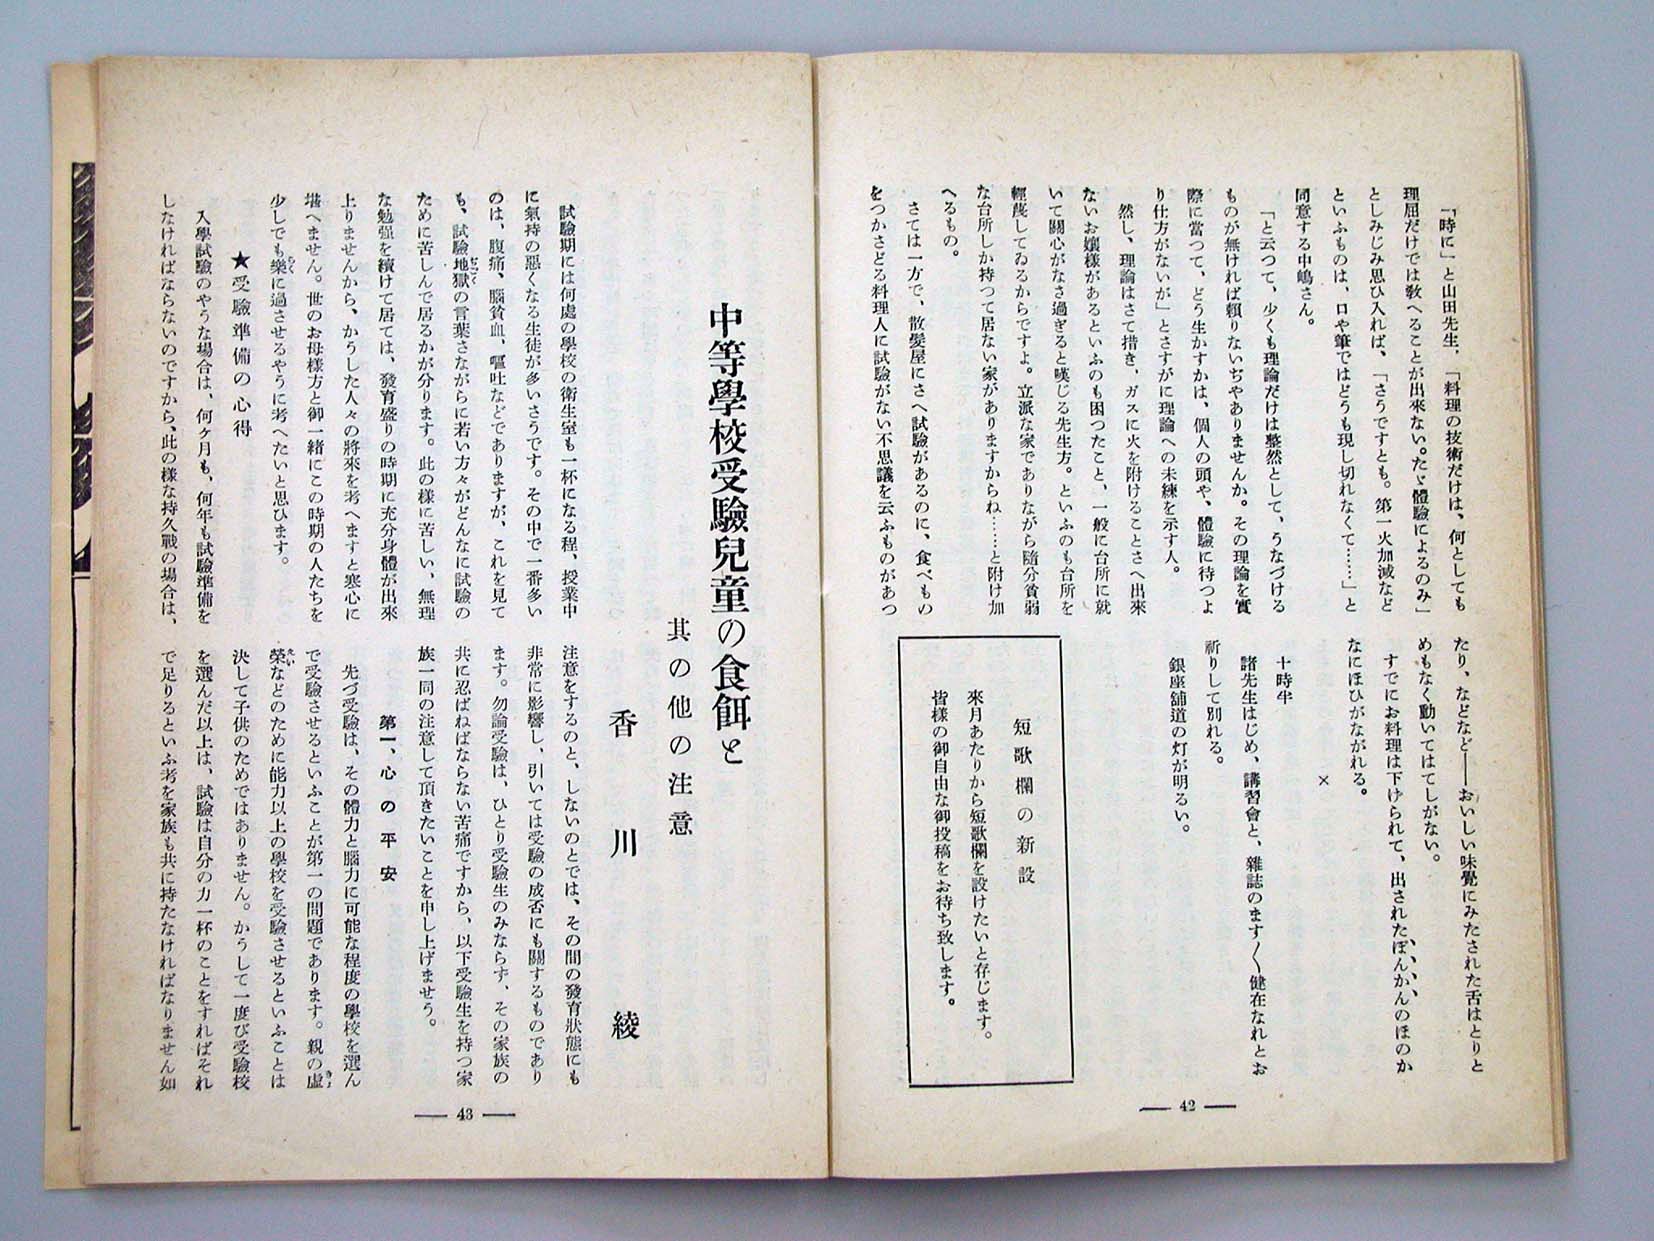 「時に」と山田先生、「料理の技術だけは、何としても
理屈だけでは敎へることが出來ない。たゞ體驗によるのみ」
としみじみ思ひ入れば、「さうですとも。第一火加減など
といふものは、口や筆ではどうも現し切れなくて……」と
同意する中嶋さん。
「と云つて、少くも理論だけは整然として、うなづける
ものが無ければ賴りないぢやありませんか。その理論を實
際に當つて、どう生かすかは、個人の頭や、體驗に待つよ
り仕方がないが」とさすがに理論への未練を示す人。
然し、理論はさて措き、ガスに火を附けることさへ出來
ないお孃樣があるといふのも困つたこと、一般に台所に就
いて關心がなさ過ぎると嘆じる先生方。といふのも台所を
輕蔑してゐるからですよ。立派な家でありながら隨分貧弱
な台所しか持つて居ない家がありますからね……と附け加
へるもの。
さては一方で、散髮屋にさへ試驗があるのに、食べもの
をつかさどる料理人に試驗がない不思議を云ふものがあつ
たり、などなど――おいしい味覺にみたされた舌はとりと
めもなく動いてはてしがない。
すでにお料理は下げられて、出されたぽんかんのほのか
なにほひがながれる。
×
十時半
諸先生はじめ、講習會と、雜誌のます〱健在なれとお
祈りして別れる。
銀座舖道の灯が明るい。
短歌欄の新設
來月あたりから短歌欄を設けたいと存じます。
皆樣の御自由な御投稿をお待ち致します。
42
中等學校受驗兒童の食餌と
其の他の注意
香川綾
試驗期には何處の學校の衞生室も一杯になる程、授業中
に氣持の惡くなる生徒が多いさうです。その中で一番多い
のは、腹痛、腦貧血、嘔吐などでありますが、これを見て
も、試驗地獄の言葉さながらに若い方々がどんなに試驗の
ために苦しんで居るかが分ります。此の樣に苦しい、無理
な勉强を續けて居ては、發育盛りの時期に充分身體が出來
上りませんから、かうした人々の將來を考へますと寒心に
堪へません。世のお母樣方と御一緖にこの時期の人たちを
少しでも樂に過させるやうに考へたいと思ひます。
★受驗準備の心得
入學試驗のやうな場合は、何ヶ月も、何年も試驗準備を
しなければならないのですから、此の樣な持久戰の場合は、
注意をするのと、しないのとでは、その間の發育狀態にも
非常に影響し、引いては受驗の成否にも關するものであり
ます。勿論受驗は、ひとり受驗生のみならず、その家族の
共に忍ばねばならない苦痛ですから、以下受驗生を持つ家
族一同の注意して頂きたいことを申し上げませう。
第一、心の平安
先づ受驗は、その體力と腦力に可能な程度の學校を選ん
で受驗させるといふことが第一の問題であります。親の虛
榮などのために能力以上の學校を受驗させるといふことは
決して子供のためではありません。かうして一度び受驗校
を選んだ以上は、試驗は自分の力一杯のことをすればそれ
で足りるといふ考を家族も共に持たなければなりません如
43